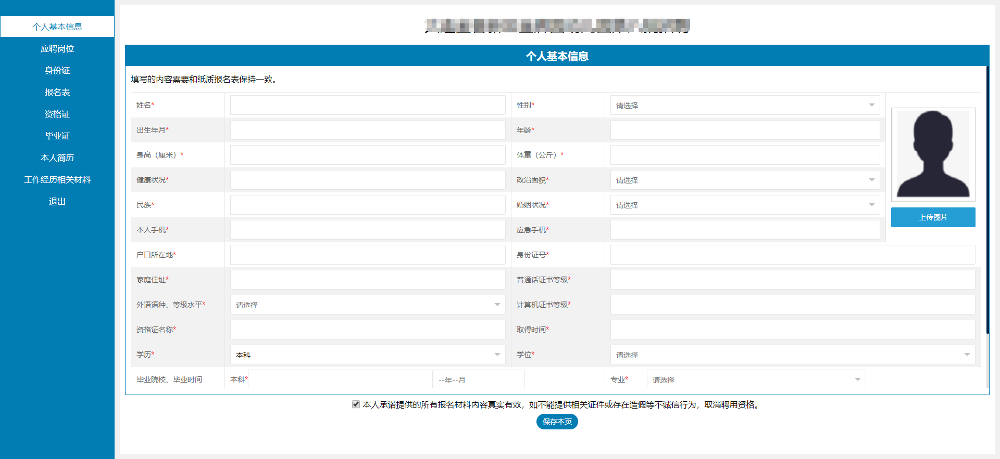 个人基本信息
应聘岗位
身份证
报名表
资格证
毕业证
本人简历
工作经历相关材料
退出
个人基本信息
填写的内容需要和纸质报名表保持一致。
姓名* 性别* 请选择
出生年月* 年龄*
身高（厘米）* 体重（公斤）*
健康状况* 政治面貌* 请选择
民族* 婚姻状况* 请选择
上传图片
本人手机* 应急手机*
户口所在地* 身份证号*
家庭住址* 普通话证书等级*
外语语种、等级水平* 请选择 计算机证书等级*
资格证名称* 取得时间*
学历* 本科 学位* 请选择
毕业院校、毕业时间 本科* --年--月 专业* 请选择
本人承诺提供的所有报名材料内容真实有效，如不能提供相关证件或存在造假等不诚信行为，取消聘用资格。
保存本页